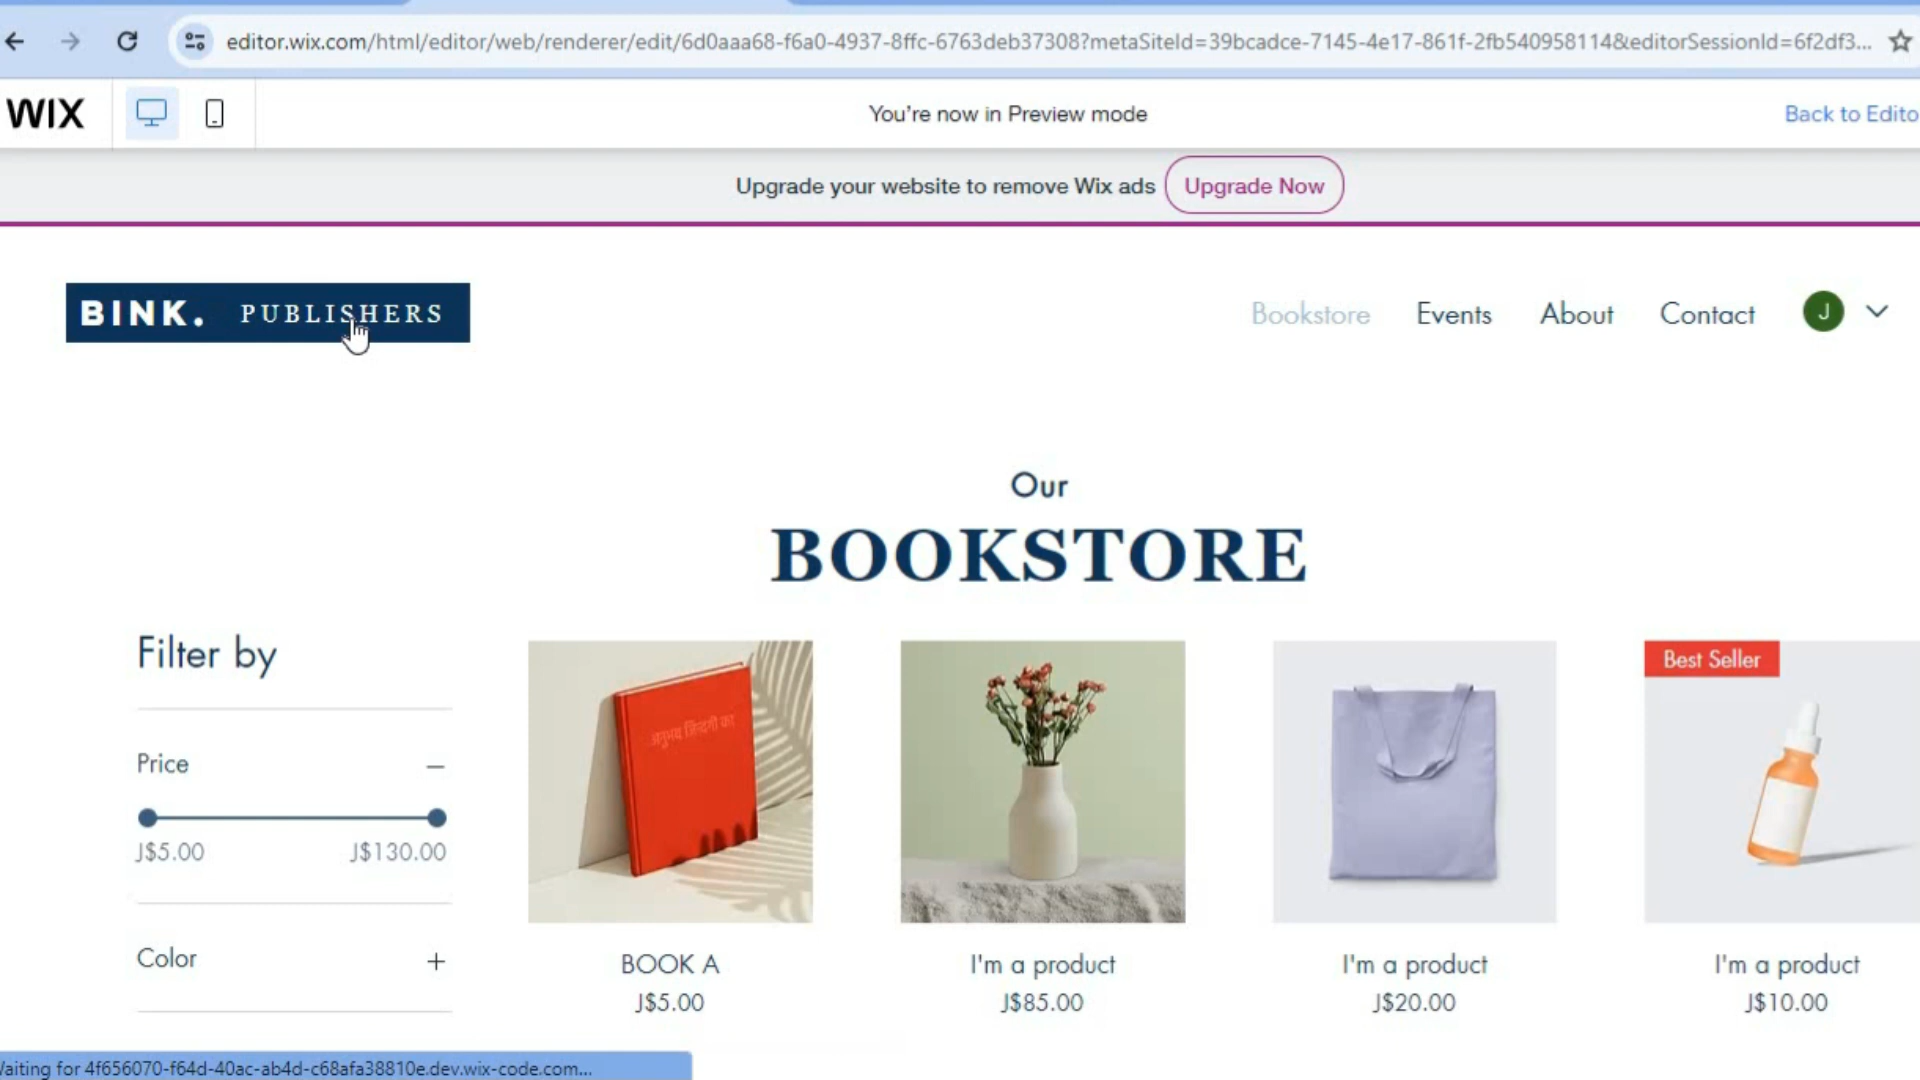 editor.wix.com/html/editor/web/renderer/edit/6d0aaa68-f6a0-4937-8ffc-6763deb37308?metaSiteId=39bcadce-7145-4e17-861f-2fb540958114&editorSessionId=6f2df3...
WIX
You're now in Preview mode
Back to Edito
Upgrade your website to remove Wix ads
Upgrade Now
BINK. PUBLISHERS
Bookstore
Events
About
Contact
J
Our
BOOKSTORE
Filter by
Price
J$5.00
J$130.00
Color
अनुभव ज़िन्दगी का
BOOK A
J$5.00
I'm a product
J$85.00
I'm a product
J$20.00
Best Seller
I'm a product
J$10.00
aiting for 4f656070-f64d-40ac-ab4d-c68afa38810e.dev.wix-code.com...